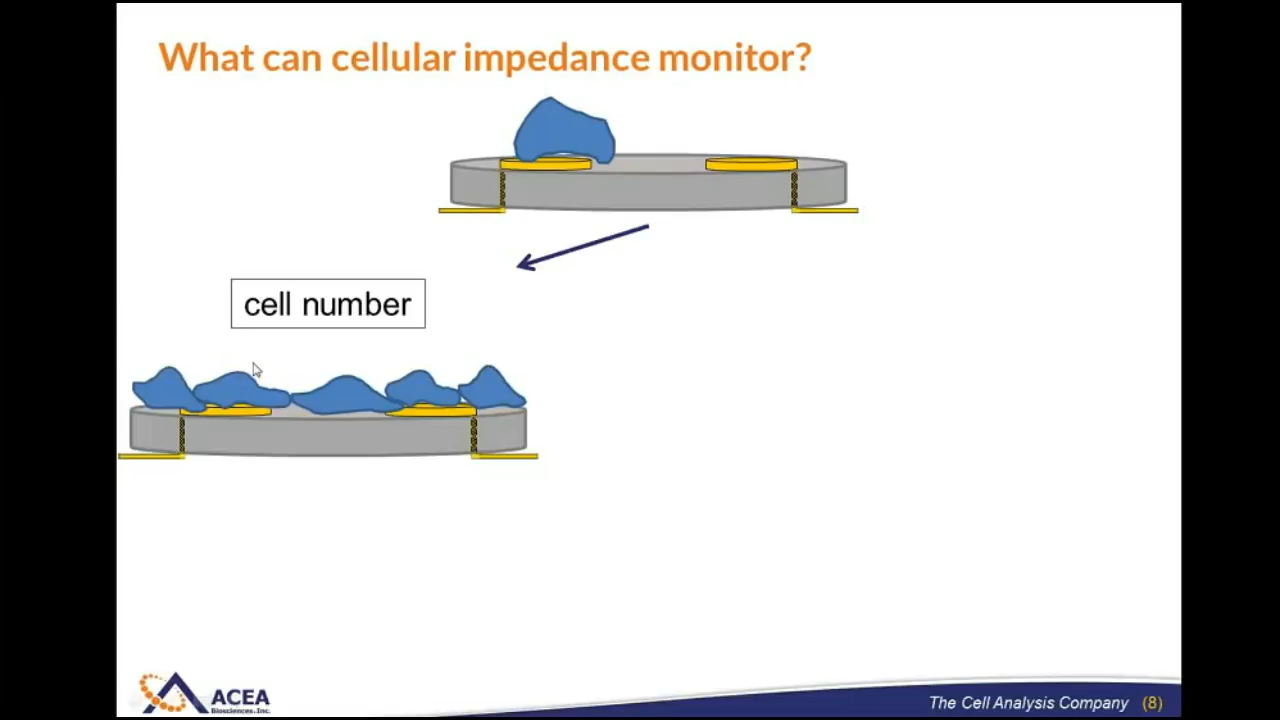 What can cellular impedance monitor?
cell number
ACEA
Biosciences, Inc.
The Cell Analysis Company (8)